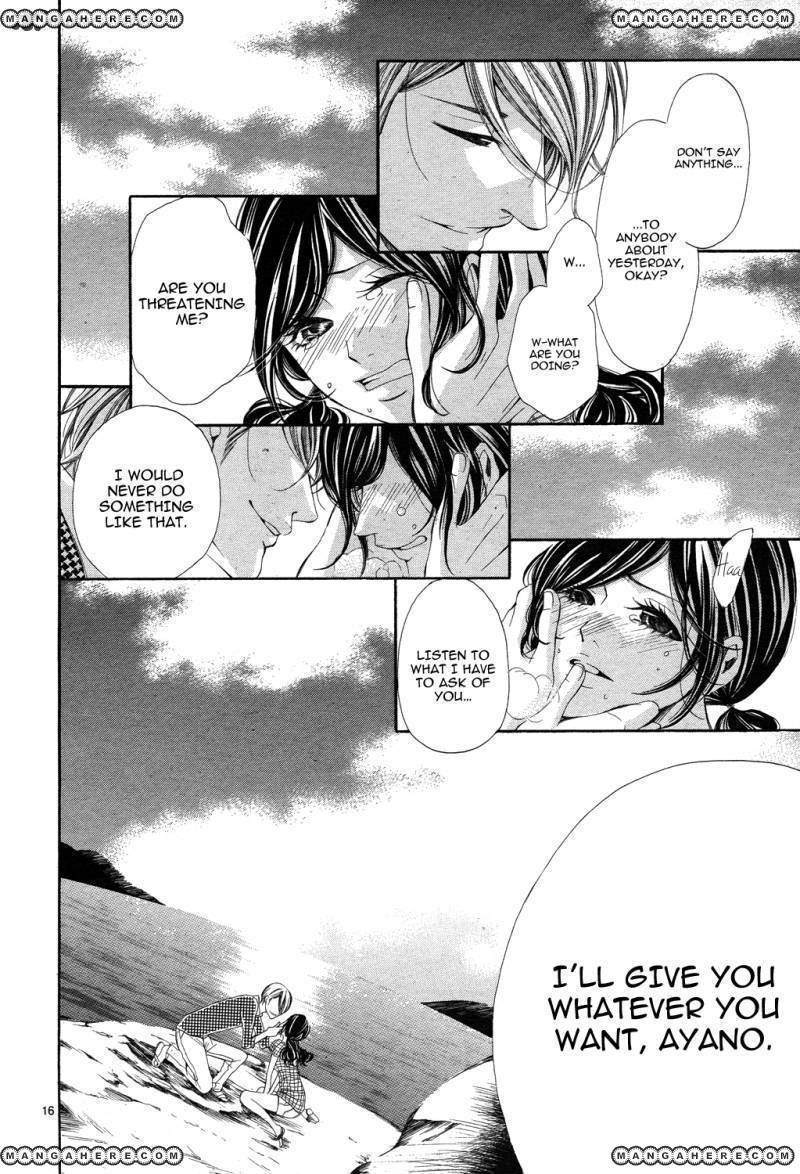 MANGAHERE.COM
MANGAHERE.COM
DON'T SAY
ANYTHING...
...TO
ANYBODY
ABOUT
YESTERDAY,
OKAY?
W...
W-WHAT
ARE YOU
DOING?
ARE YOU
THREATENING
ME?
I WOULD
NEVER DO
SOMETHING
LIKE THAT.
Haa
LISTEN TO
WHAT I HAVE
TO ASK OF
YOU...
I'LL GIVE YOU
WHATEVER YOU
WANT, AYANO.
16
MANGAHERE.COM
MANGAHERE.COM